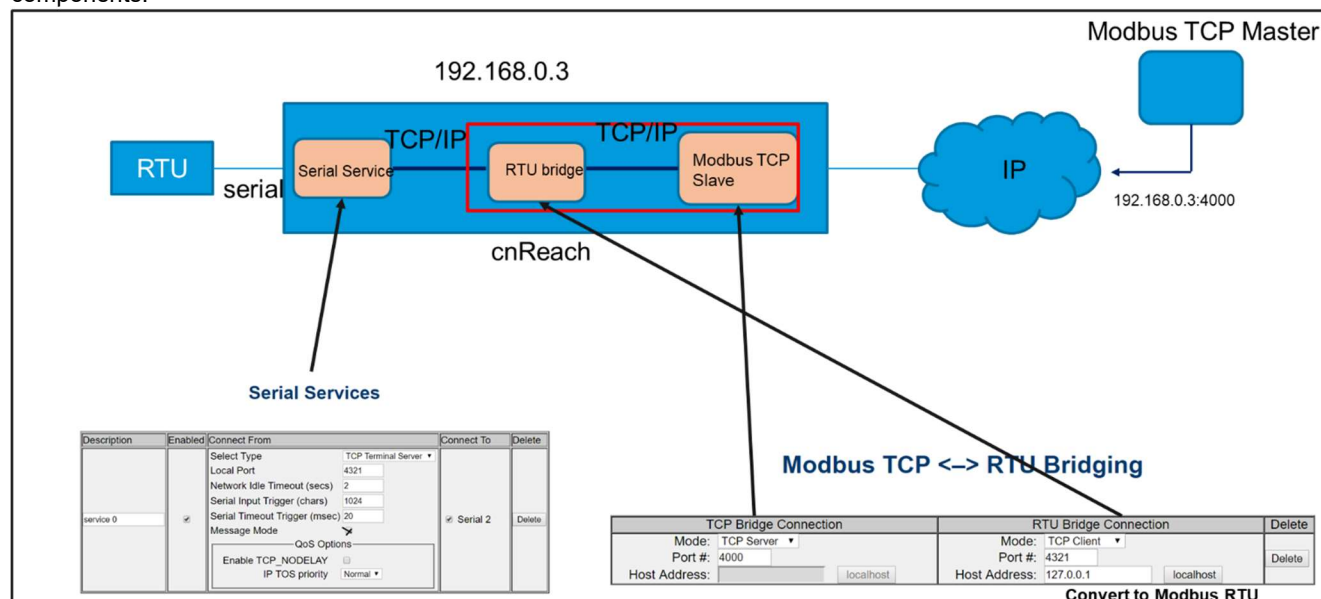 components.
Modbus TCP Master
192.168.0.3
TCP/IP
TCP/IP
RTU
serial
Serial Service
RTU bridge
Modbus TCP
Slave
IP
192.168.0.3:4000
cnReach
Serial Services
Description Enabled Connect From Connect To Delete
Select Type TCP Terminal Server
Local Port 4321
Network Idle Timeout (secs) 2
Serial Input Trigger (chars) 1024
service 0 Serial Timeout Trigger (msec) 20 Serial 2 Delete
Message Mode
QoS Options
Enable TCP_NODELAY
IP TOS priority Normal
Modbus TCP <–> RTU Bridging
TCP Bridge Connection RTU Bridge Connection Delete
Mode: TCP Server Mode: TCP Client
Port #: 4000 Port #: 4321 Delete
Host Address: localhost Host Address: 127.0.0.1 localhost
Convert to Modbus RTU